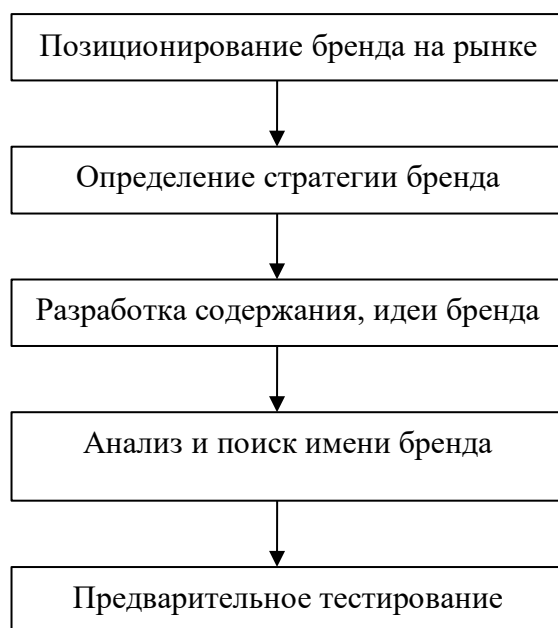 Позиционирование бренда на рынке
Определение стратегии бренда
Разработка содержания, идеи бренда
Анализ и поиск имени бренда
Предварительное тестирование